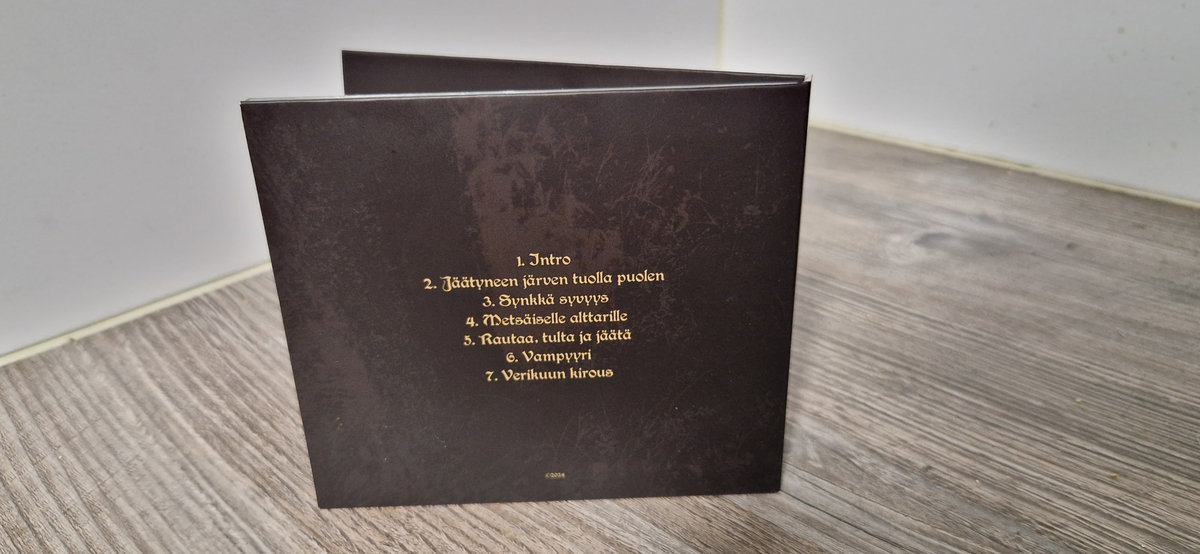 1. Intro
2. Jäätyneen järven tuolla puolen
3. Synkkä syvyys
4. Metsäiselle alttarille
5. Rautaa, tulta ja jäätä
6. Vampyyri
7. Verikuun kirous
©2024